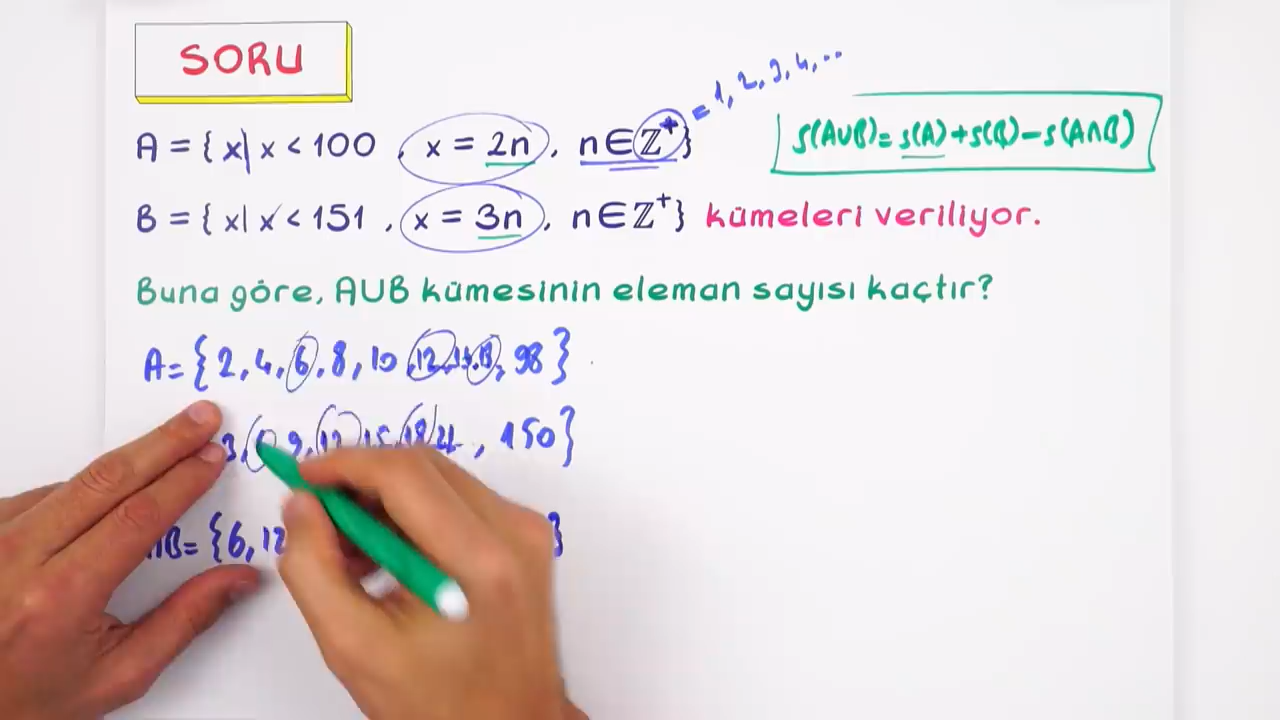 SORU
= 1, 2, 3, 4, ..
A = { x| x < 100 , x = 2n , n ∈ ℤ⁺}
s(A∪B) = s(A) + s(B) - s(A∩B)
B = { x| x < 151 , x = 3n , n ∈ ℤ⁺} kümeleri veriliyor.
Buna göre, A∪B kümesinin eleman sayısı kaçtır?
A = { 2, 4, 6, 8, 10, 12, 14, 18, 98 }
3, 9, 12, 15, 18, 21, 150 }
B = { 6, 12 }